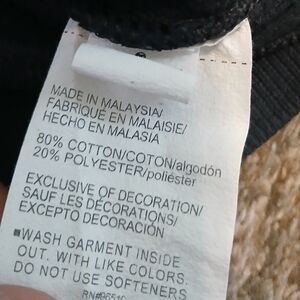 MADE IN MALAYSIA/
FABRIQUÉ EN MALAISIE/
HECHO EN MALASIA
80% COTTON/COTON/algodón
20% POLYESTER/poliéster
EXCLUSIVE OF DECORATION/
SAUF LES DÉCORATIONS/
EXCEPTO DECORACIÓN
■WASH GARMENT INSIDE
OUT. WITH LIKE COLORS.
DO NOT USE SOFTENERS